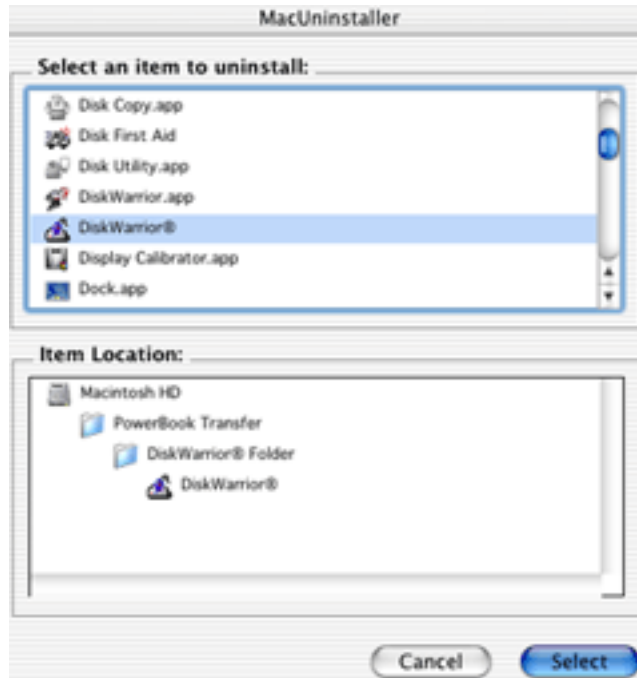 MacUninstaller
Select an item to uninstall:
Disk Copy.app
Disk First Aid
Disk Utility.app
DiskWarrior.app
DiskWarrior®
Display Calibrator.app
Dock.app
Item Location:
Macintosh HD
PowerBook Transfer
DiskWarrior® Folder
DiskWarrior®
Cancel Select